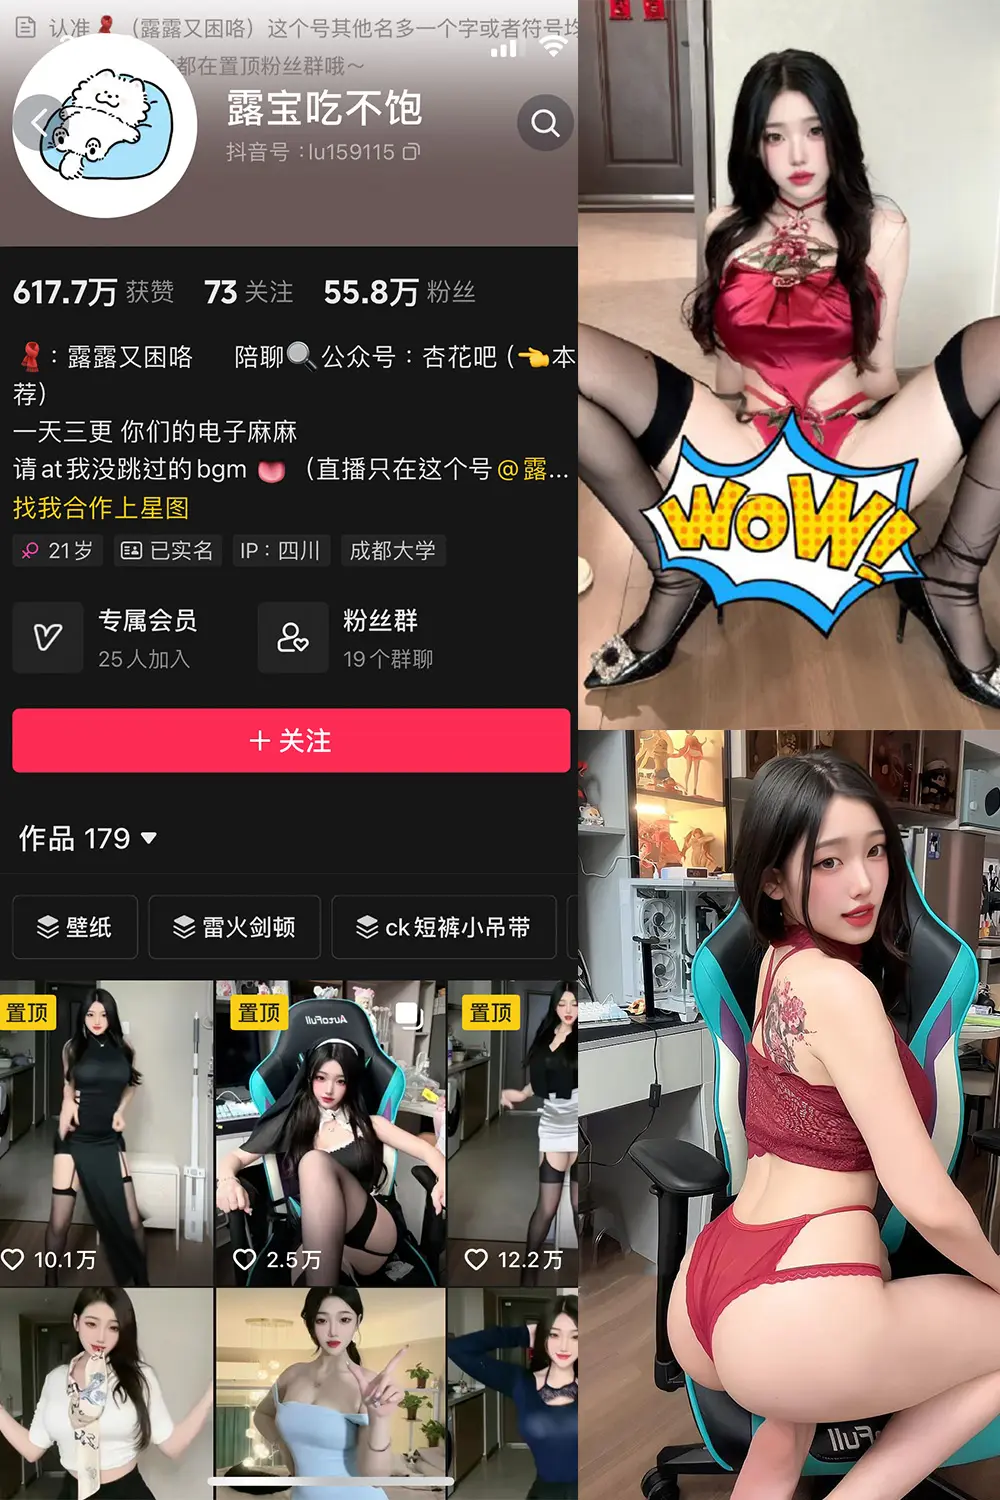 认准🧣（露露又困咯）这个号其他名多一个字或者符号均
都在置顶粉丝群哦～
露宝吃不饱
抖音号：lu159115
617.7万 获赞 73 关注 55.8万 粉丝
🧣：露露又困咯 陪聊🔍公众号：杏花吧（👈本
荐）
一天三更 你们的电子麻麻
请at我没跳过的bgm 👅（直播只在这个号@露...
找我合作上星图
21岁 已实名 IP：四川 成都大学
专属会员
25人加入
粉丝群
19个群聊
+ 关注
作品 179
壁纸 雷火剑顿 ck短裤小吊带
置顶 置顶 置顶
AutoFull
10.1万 2.5万 12.2万
WOW!